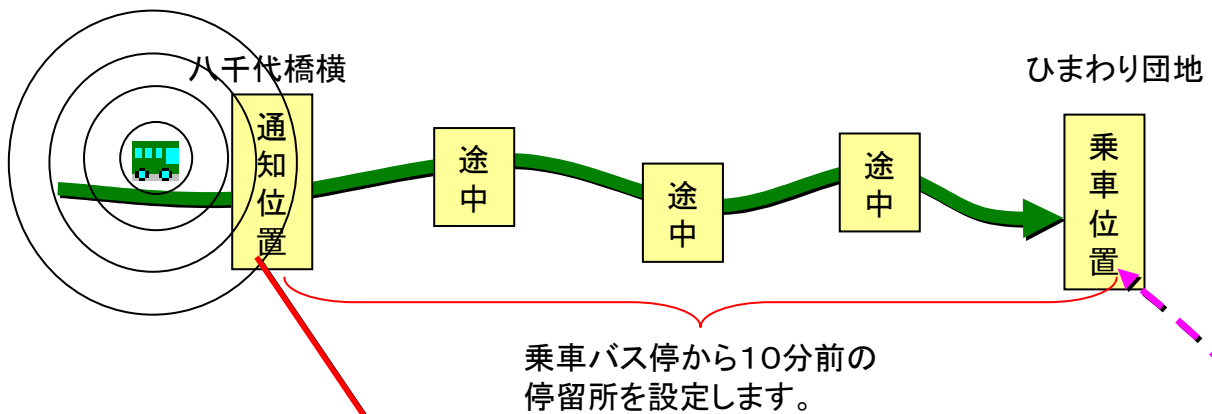 八千代橋横
ひまわり団地
通知位置
途中
途中
途中
乗車位置
乗車バス停から10分前の
停留所を設定します。